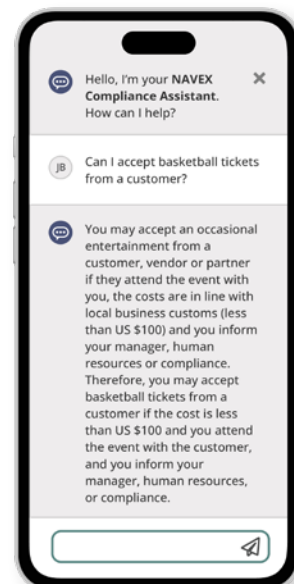 Hello, I'm your NAVEX
Compliance Assistant.
How can I help?
JB
Can I accept basketball tickets
from a customer?
You may accept an occasional
entertainment from a
customer, vendor or partner
if they attend the event with
you, the costs are in line with
local business customs (less
than US $100) and you inform
your manager, human
resources or compliance.
Therefore, you may accept
basketball tickets from a
customer if the cost is less
than US $100 and you attend
the event with the customer,
and you inform your
manager, human resources,
or compliance.